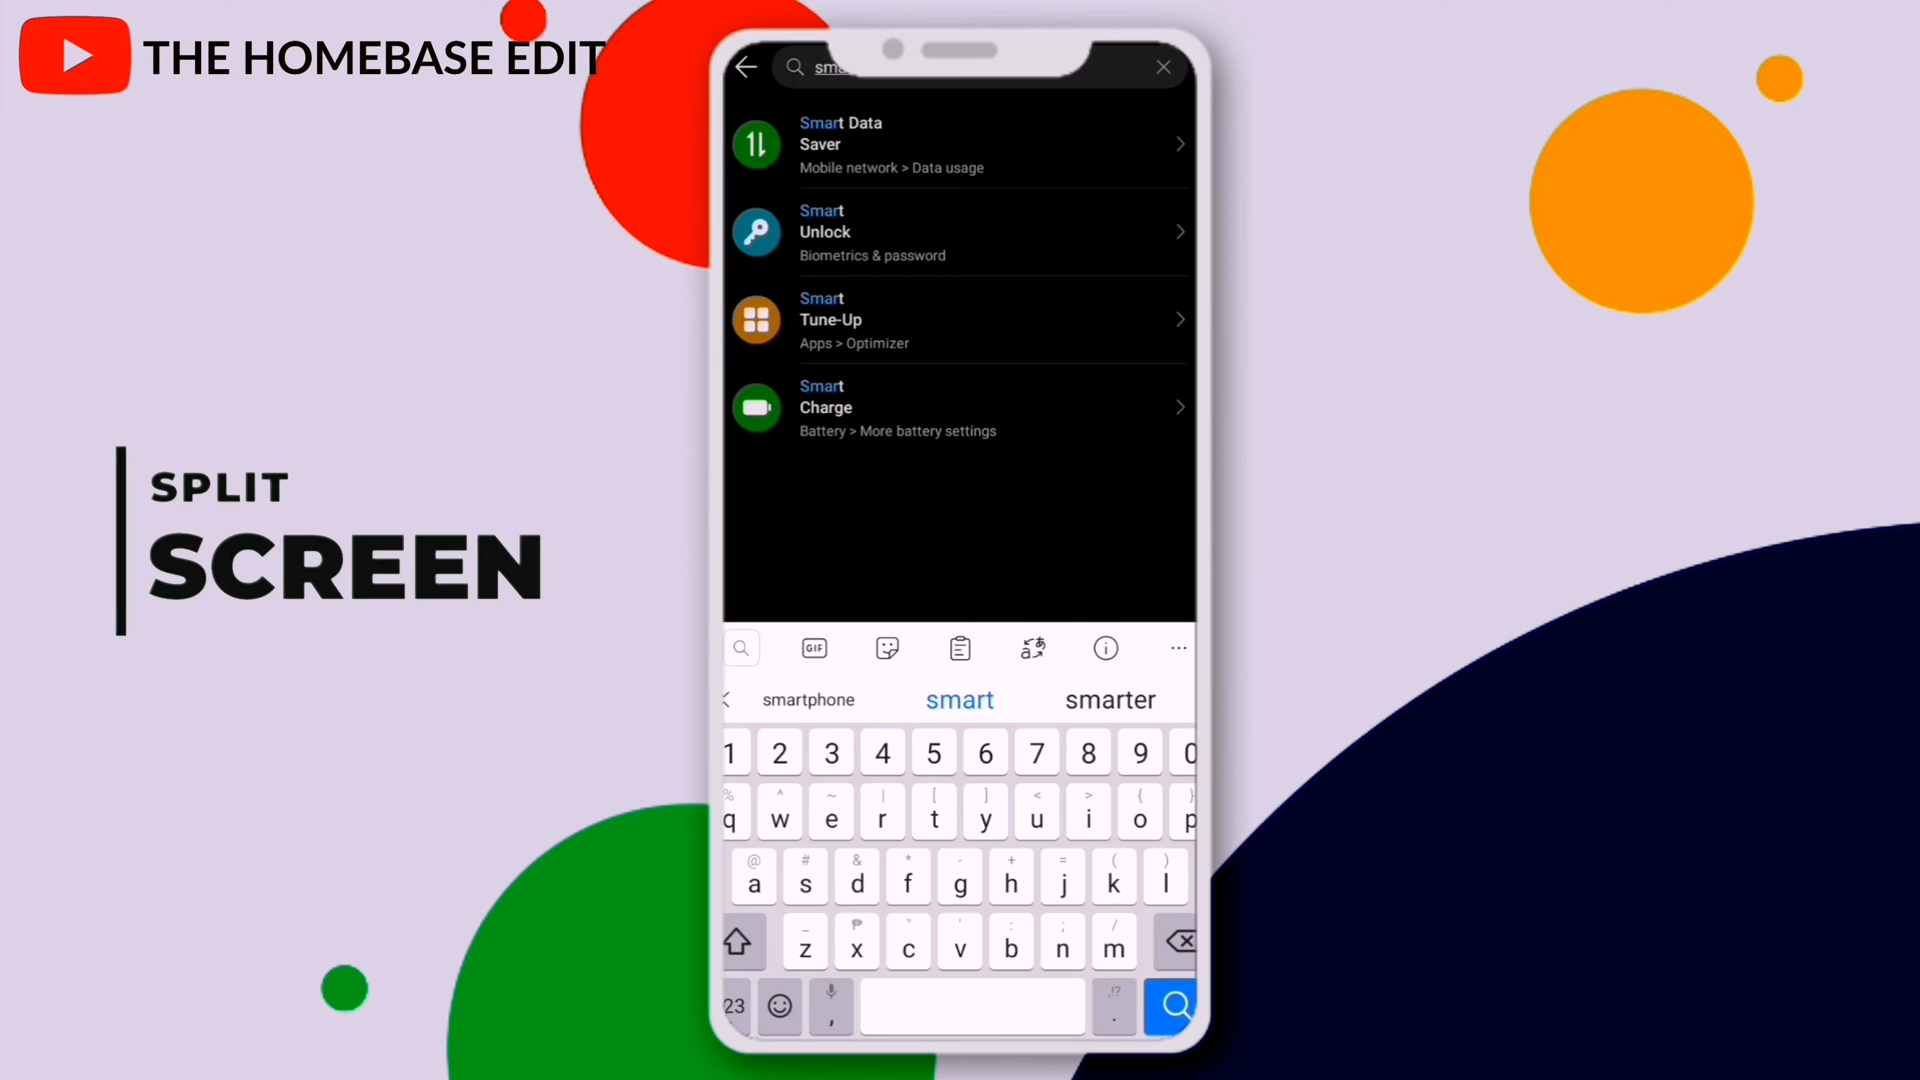 THE HOMEBASE EDIT
SPLIT
SCREEN
Smart Data
Saver
Mobile network > Data usage
Smart
Unlock
Biometrics & password
Smart
Tune-Up
Apps > Optimizer
Smart
Charge
Battery > More battery settings
GIF
smartphone smart smarter
1 2 3 4 5 6 7 8 9 0
% ^ ~ | [ ] < > { }
q w e r t y u i o p
@ # & * - + = ( )
a s d f g h j k l
_ ₱ " ' : ; /
z x c v b n m
,!?
23 , .